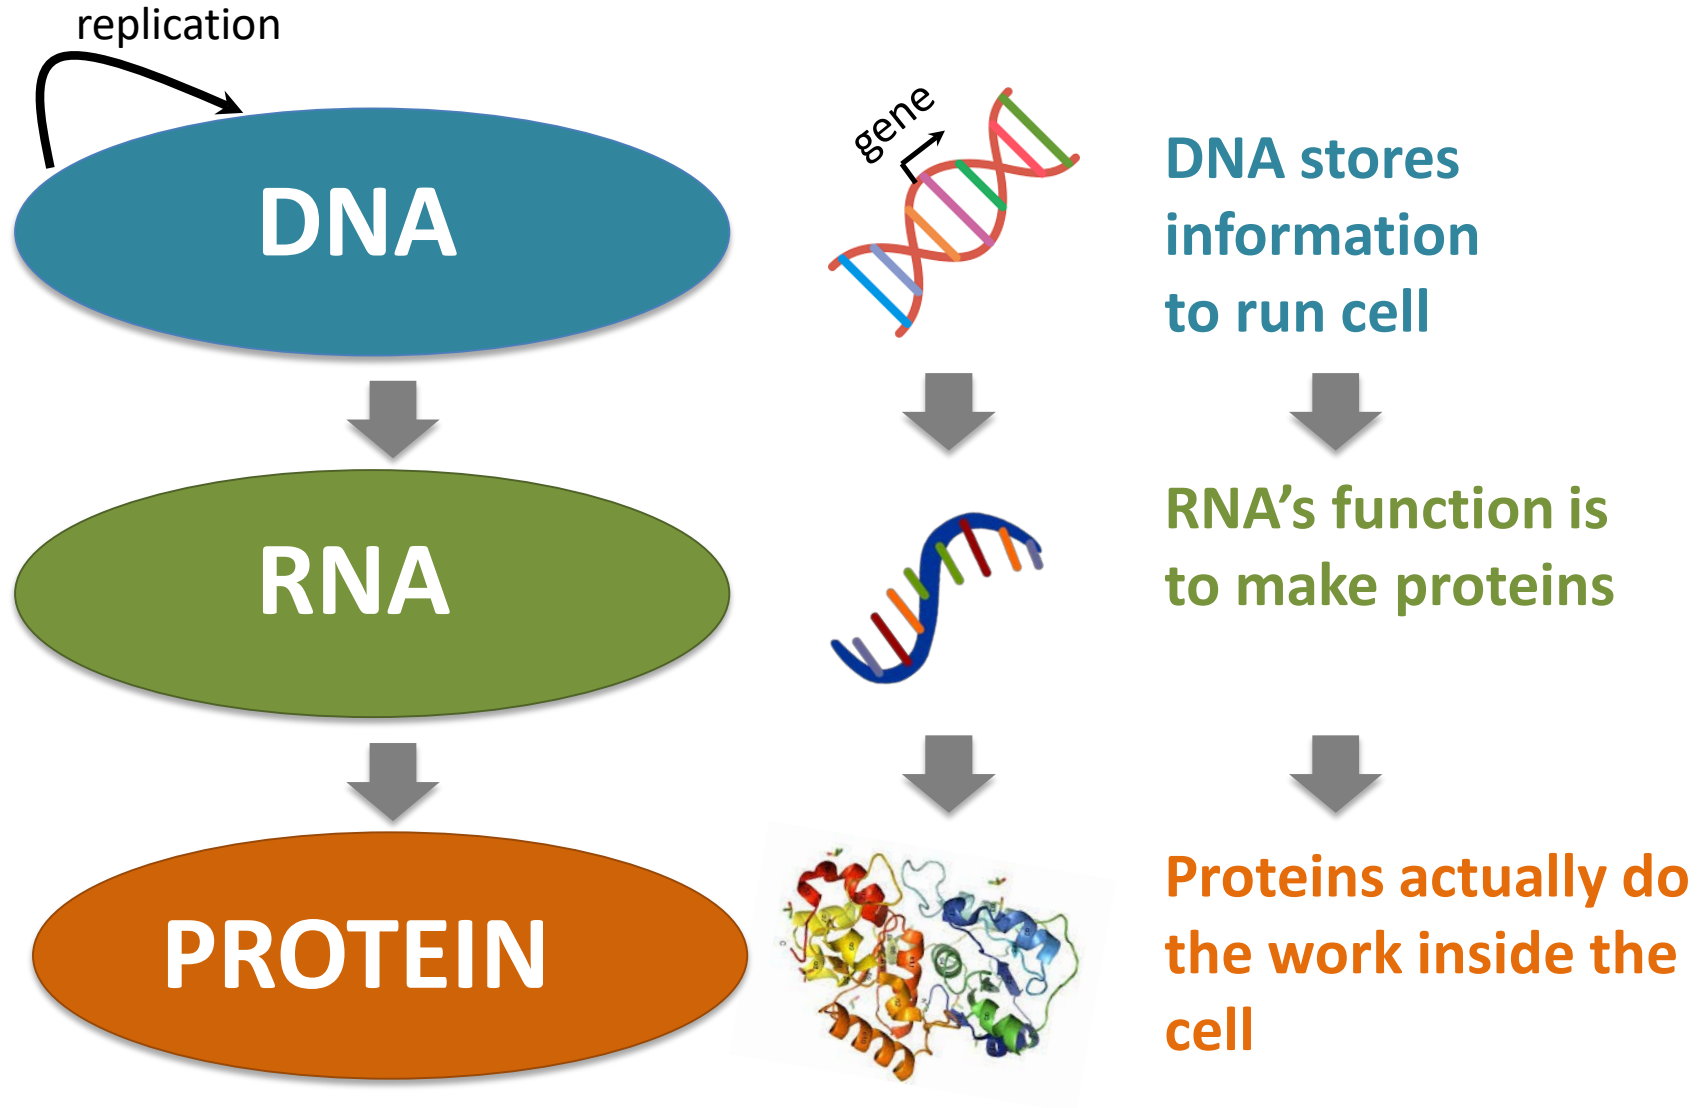 replication
DNA
gene
DNA stores
information
to run cell
RNA
RNA’s function is
to make proteins
PROTEIN
Proteins actually do
the work inside the
cell